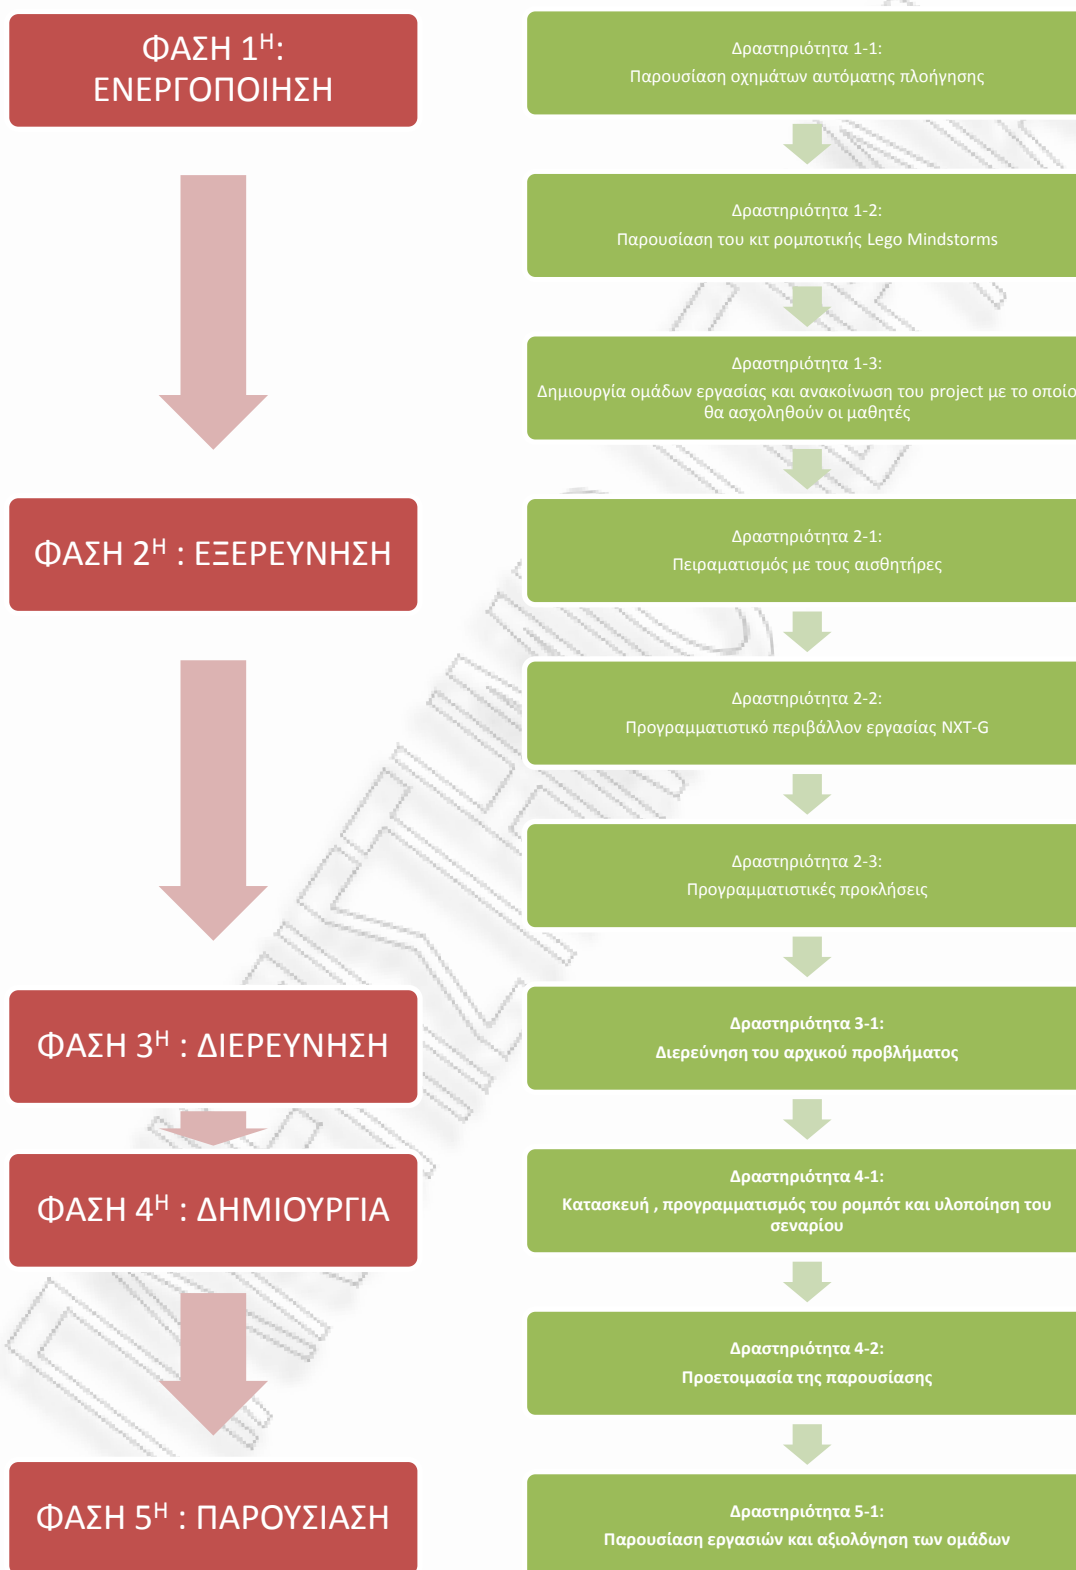 ΦΑΣΗ 1Η:
ΕΝΕΡΓΟΠΟΙΗΣΗ
Δραστηριότητα 1-1:
Παρουσίαση οχημάτων αυτόματης πλοήγησης
Δραστηριότητα 1-2:
Παρουσίαση του κιτ ρομποτικής Lego Mindstorms
Δραστηριότητα 1-3:
Δημιουργία ομάδων εργασίας και ανακοίνωση του project με το οποίο
θα ασχοληθούν οι μαθητές
ΦΑΣΗ 2Η : ΕΞΕΡΕΥΝΗΣΗ
Δραστηριότητα 2-1:
Πειραματισμός με τους αισθητήρες
Δραστηριότητα 2-2:
Προγραμματιστικό περιβάλλον εργασίας NXT-G
Δραστηριότητα 2-3:
Προγραμματιστικές προκλήσεις
ΦΑΣΗ 3Η : ΔΙΕΡΕΥΝΗΣΗ
Δραστηριότητα 3-1:
Διερεύνηση του αρχικού προβλήματος
ΦΑΣΗ 4Η : ΔΗΜΙΟΥΡΓΙΑ
Δραστηριότητα 4-1:
Κατασκευή , προγραμματισμός του ρομπότ και υλοποίηση του
σεναρίου
Δραστηριότητα 4-2:
Προετοιμασία της παρουσίασης
ΦΑΣΗ 5Η : ΠΑΡΟΥΣΙΑΣΗ
Δραστηριότητα 5-1:
Παρουσίαση εργασιών και αξιολόγηση των ομάδων